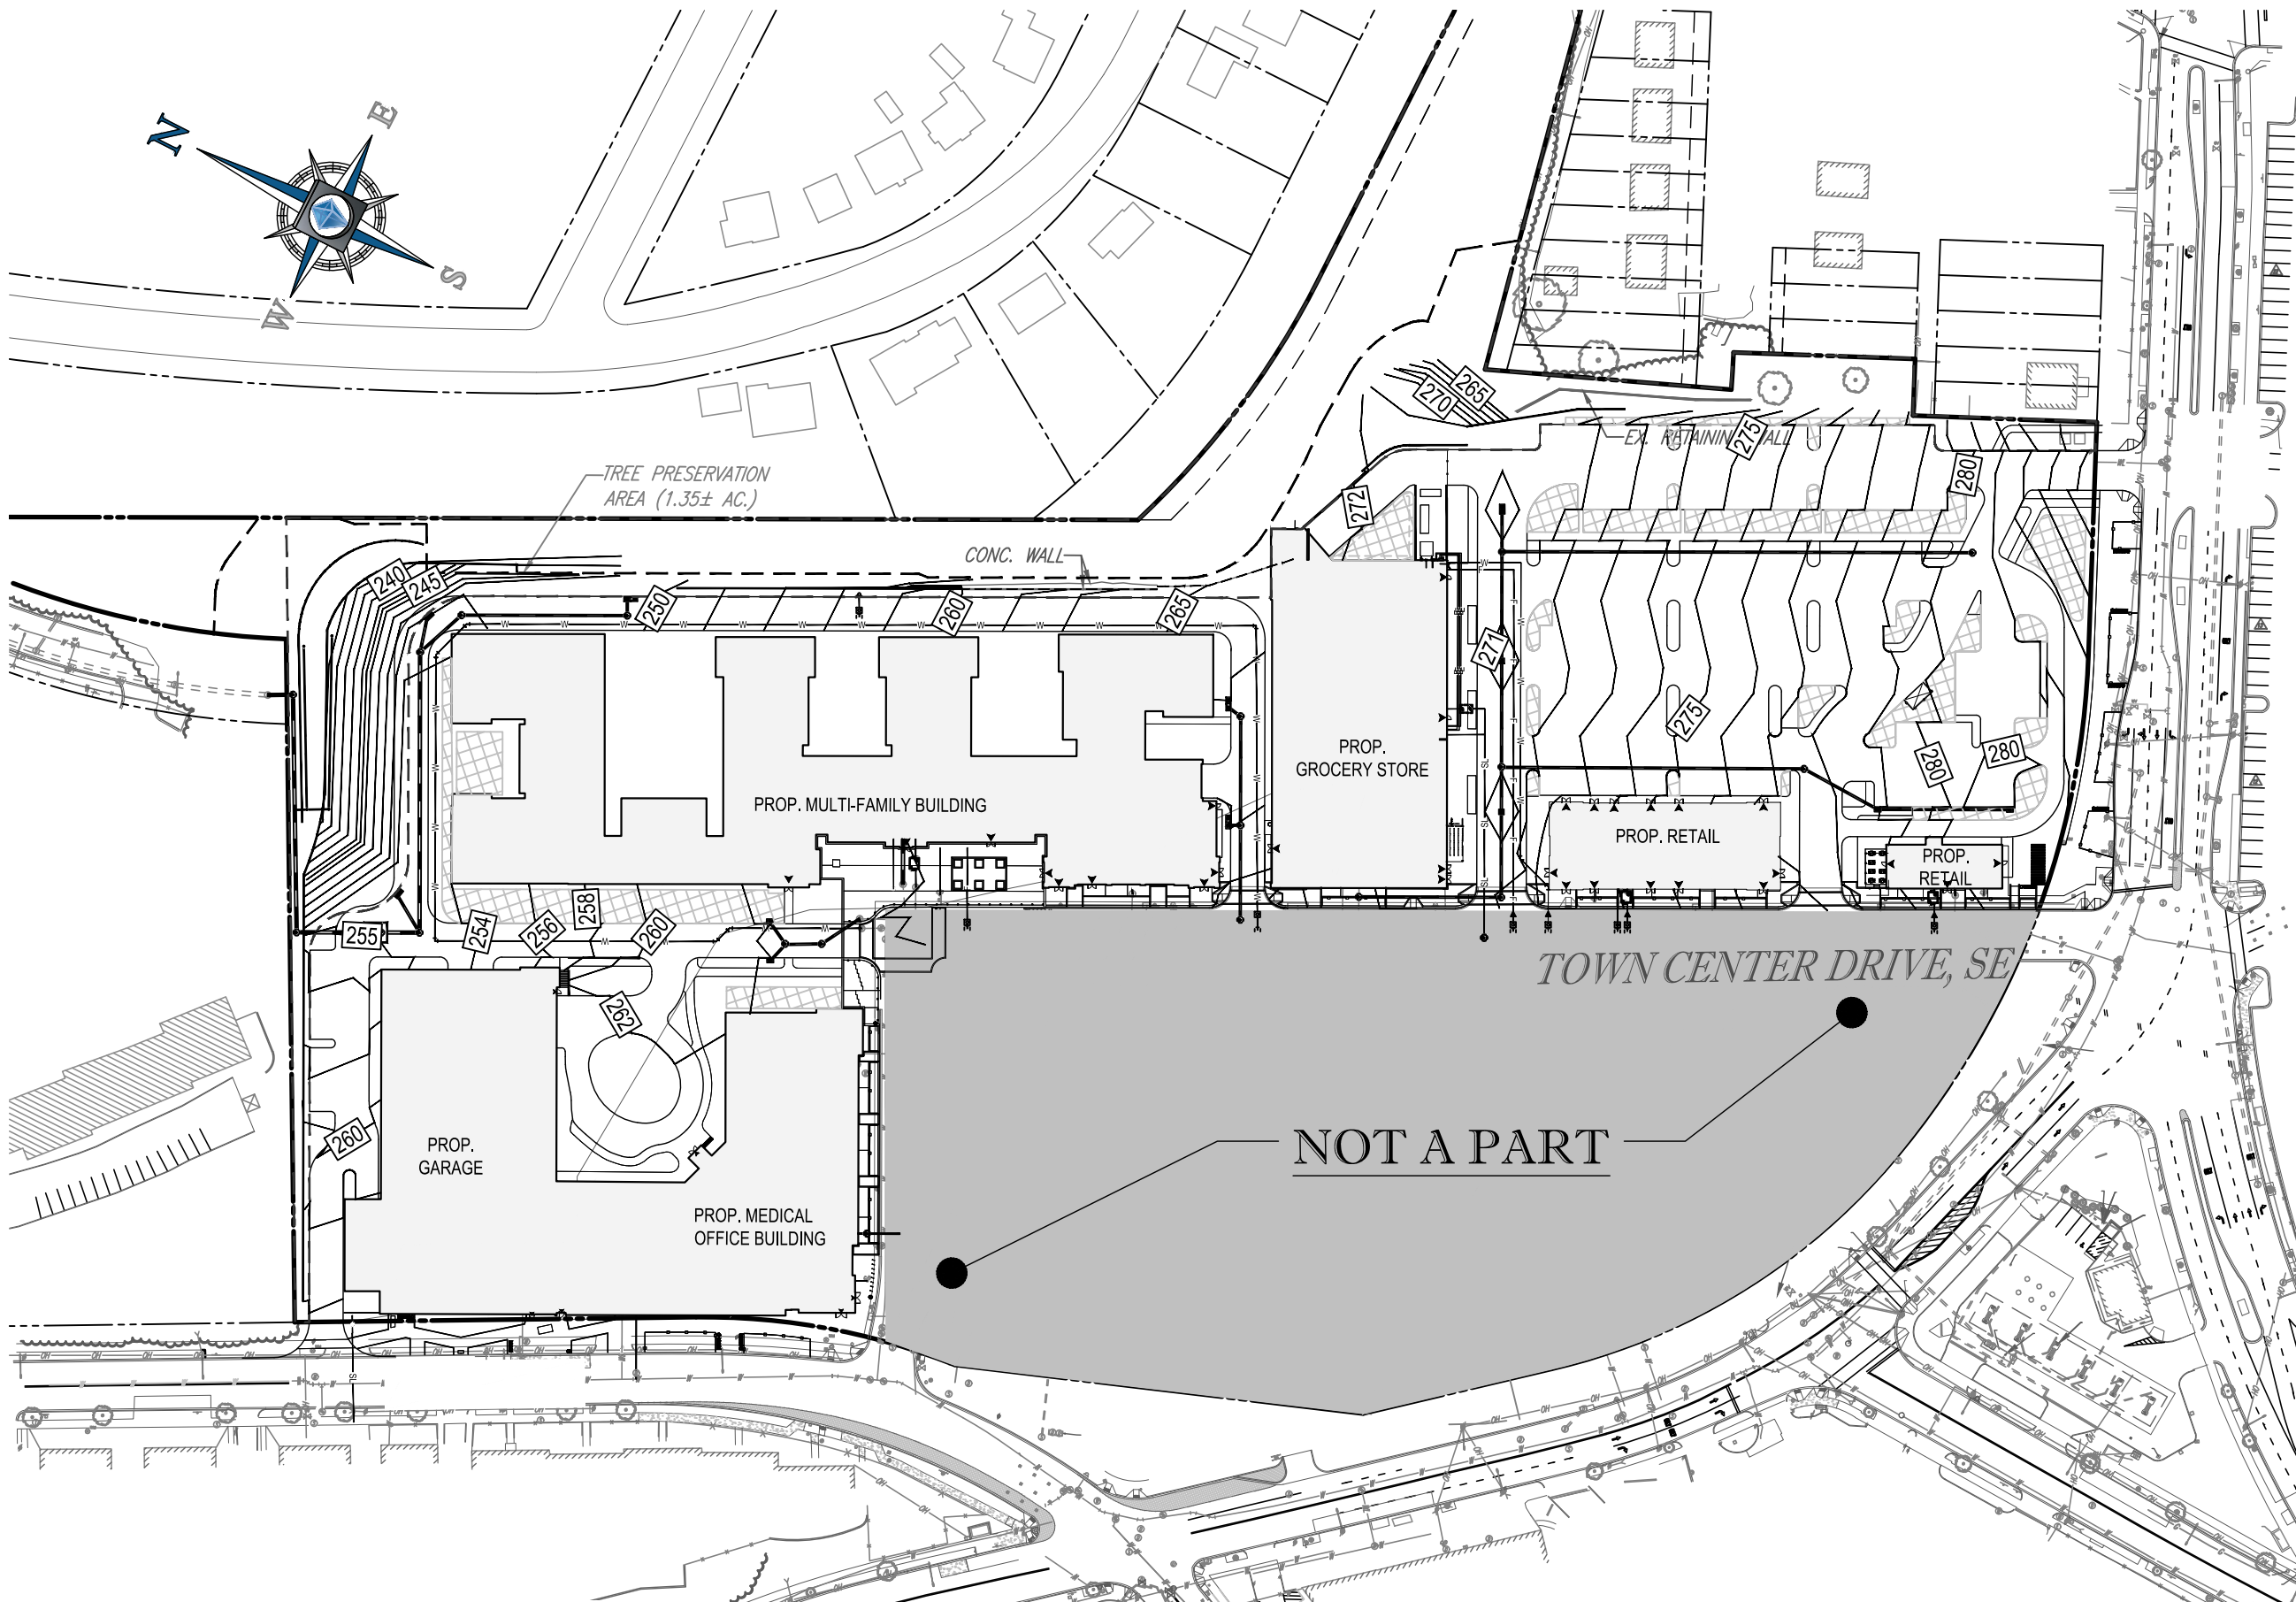 N
E
S
W
265
270
EX. RETAINING WALL
275
280
TREE PRESERVATION
AREA (1.35± AC.)
272
CONC. WALL
240
245
250
260
265
271
275
280
280
PROP.
GROCERY STORE
PROP. MULTI-FAMILY BUILDING
PROP. RETAIL
PROP.
RETAIL
255
254
256
258
260
TOWN CENTER DRIVE, SE
262
260
PROP.
GARAGE
NOT A PART
PROP. MEDICAL
OFFICE BUILDING